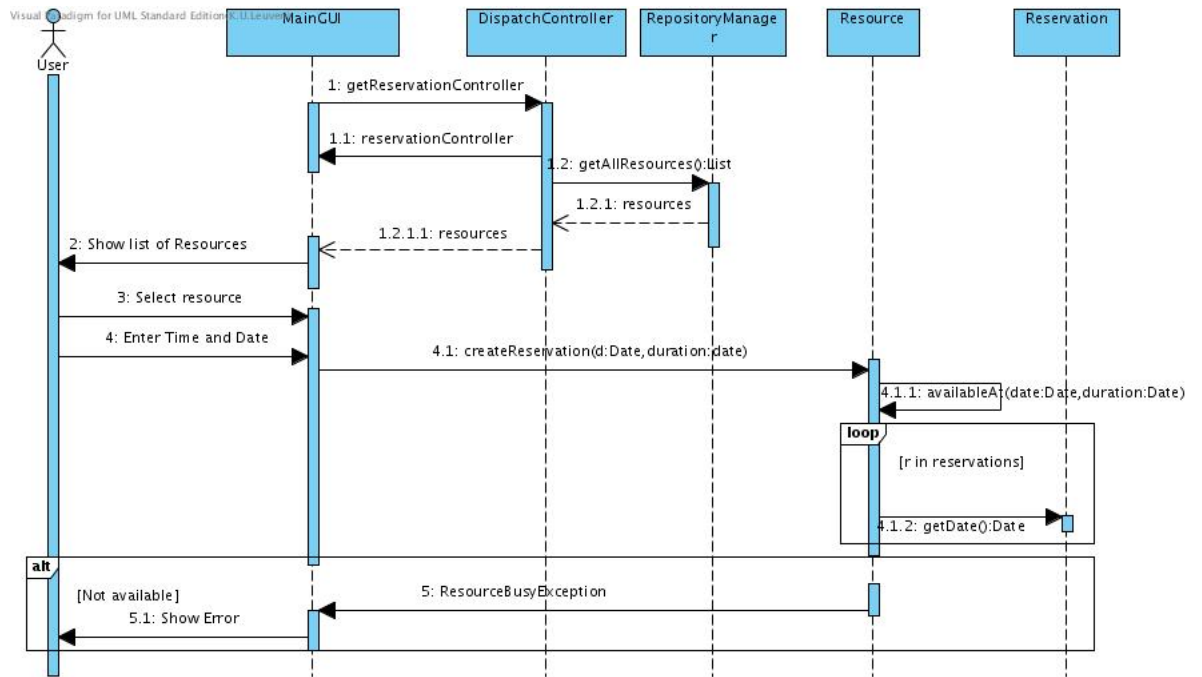 Visual Paradigm for UML Standard Edition(K.U.Leuven)
MainGUI
DispatchController
RepositoryManage
r
Resource
Reservation
User
1: getReservationController
1.1: reservationController
1.2: getAllResources():List
1.2.1: resources
1.2.1.1: resources
2: Show list of Resources
3: Select resource
4: Enter Time and Date
4.1: createReservation(d:Date,duration:date)
4.1.1: availableAt(date:Date,duration:Date)
loop
[r in reservations]
4.1.2: getDate():Date
alt
[Not available]
5: ResourceBusyException
5.1: Show Error